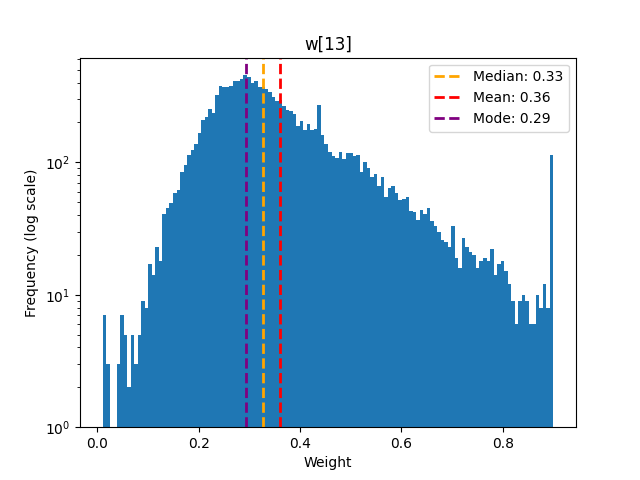 w[13]
Median: 0.33
Mean: 0.36
Mode: 0.29
Frequency (log scale)
10²
10¹
10⁰
0.0 0.2 0.4 0.6 0.8
Weight